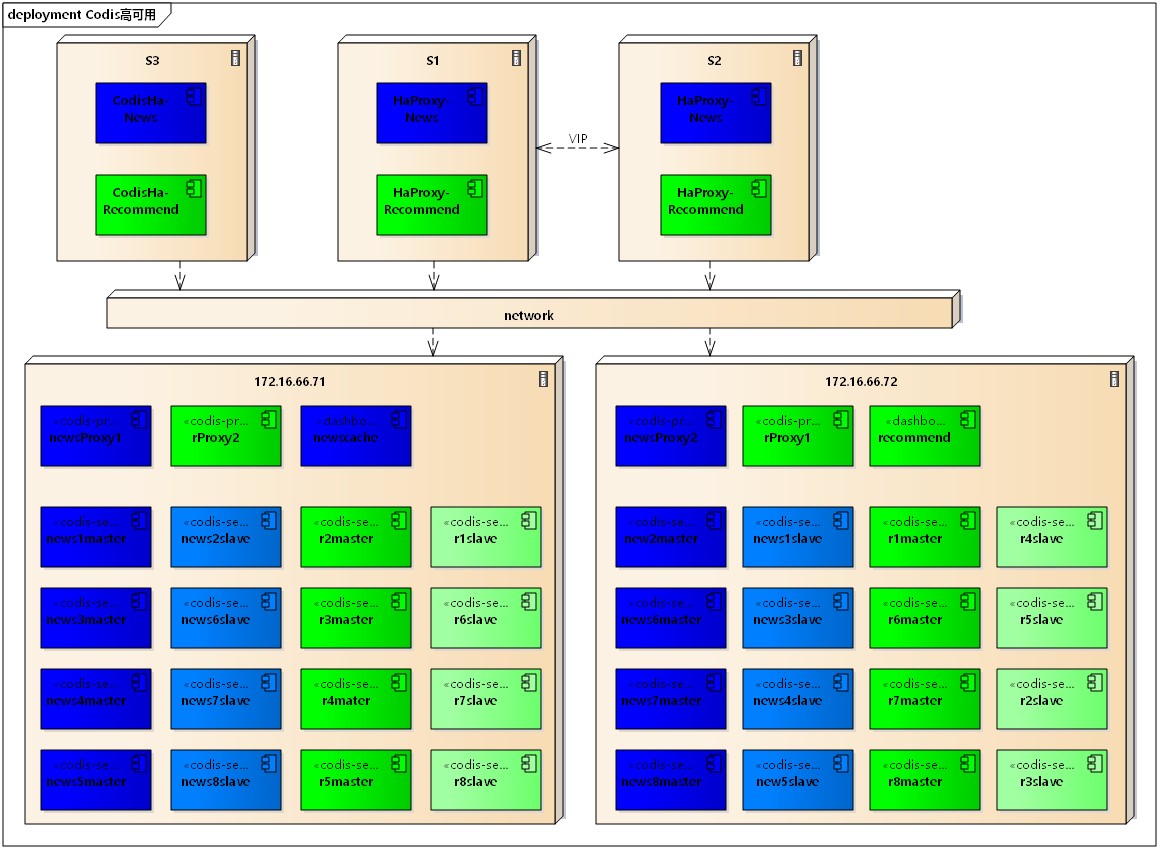 deployment Codis高可用
S3
CodisHa-
News
CodisHa-
Recommend
S1
HaProxy-
News
HaProxy-
Recommend
VIP
S2
HaProxy-
News
HaProxy-
Recommend
network
172.16.66.71
«codis-pr...
newsProxy1
«codis-pr...
rProxy2
«dashbo...
newscache
«codis-se...
news1master
«codis-se...
news2slave
«codis-se...
r2master
«codis-se...
r1slave
«codis-se...
news3master
«codis-se...
news6slave
«codis-se...
r3master
«codis-se...
r6slave
«codis-se...
news4master
«codis-se...
news7slave
«codis-se...
r4mater
«codis-se...
r7slave
«codis-se...
news5master
«codis-se...
news8slave
«codis-se...
r5master
«codis-se...
r8slave
172.16.66.72
«codis-pr...
newsProxy2
«codis-pr...
rProxy1
«dashbo...
recommend
«codis-se...
new2master
«codis-se...
news1slave
«codis-se...
r1master
«codis-se...
r4slave
«codis-se...
news6master
«codis-se...
news3slave
«codis-se...
r6master
«codis-se...
r5slave
«codis-se...
news7master
«codis-se...
news4slave
«codis-se...
r7master
«codis-se...
r2slave
«codis-se...
news8master
«codis-se...
new5slave
«codis-se...
r8master
«codis-se...
r3slave